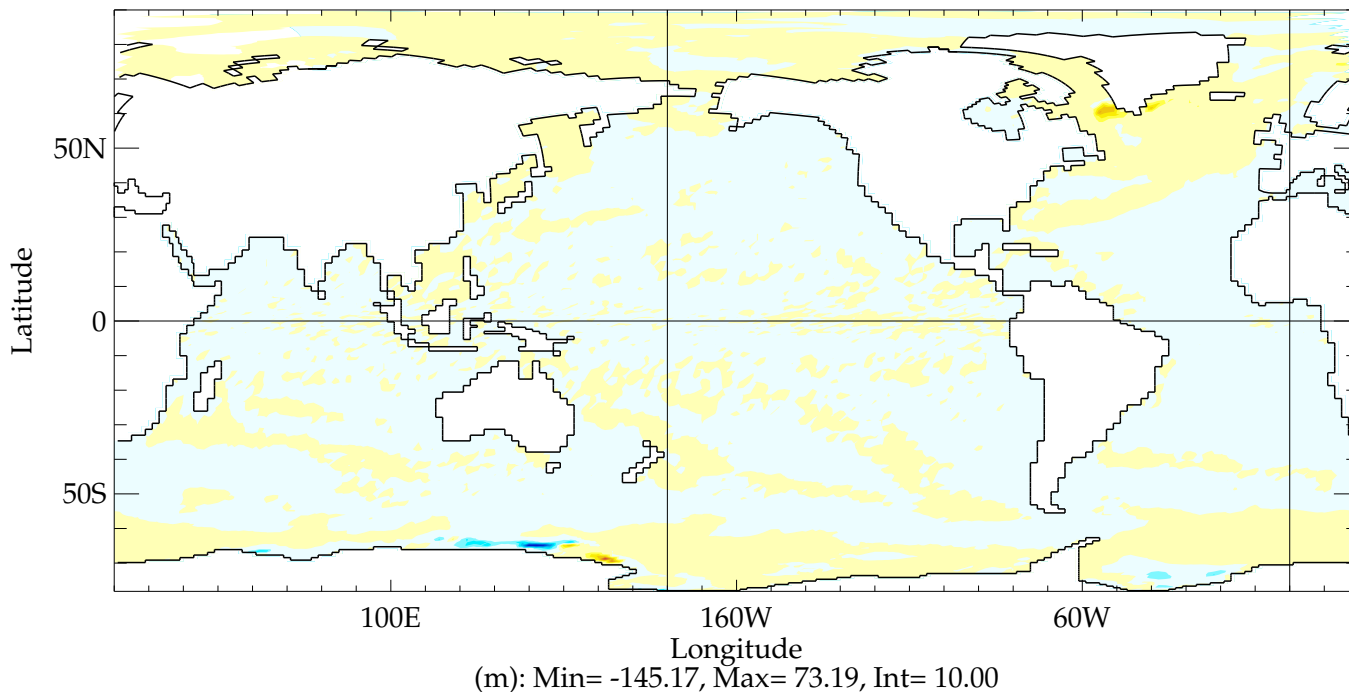 Latitude
50N
0
50S
100E
160W
60W
Longitude
(m): Min= -145.17, Max= 73.19, Int= 10.00